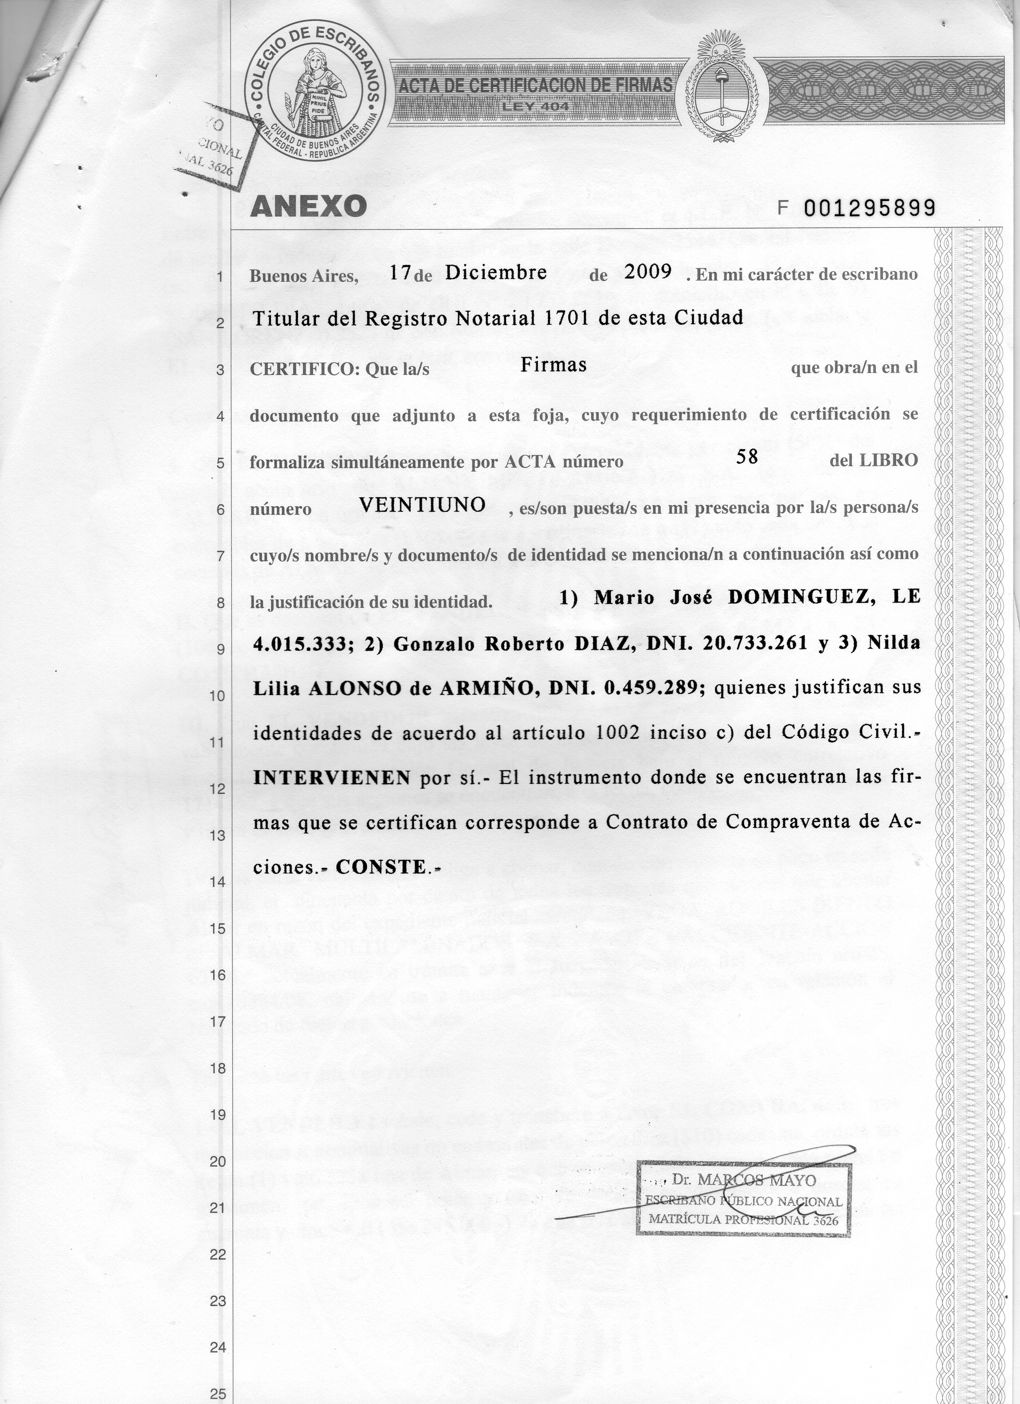 COLEGIO DE ESCRIBANOS
CIUDAD DE BUENOS AIRES
CAPITAL FEDERAL - REPUBLICA ARGENTINA
NIHIL PRIUS FIDE
ACTA DE CERTIFICACION DE FIRMAS
LEY 404
CIONAL
AL 3626
ANEXO
F 001295899
1 Buenos Aires, 17 de Diciembre de 2009 . En mi carácter de escribano
2 Titular del Registro Notarial 1701 de esta Ciudad
3 CERTIFICO: Que la/s Firmas que obra/n en el
4 documento que adjunto a esta foja, cuyo requerimiento de certificación se
5 formaliza simultáneamente por ACTA número 58 del LIBRO
6 número VEINTIUNO , es/son puesta/s en mi presencia por la/s persona/s
7 cuyo/s nombre/s y documento/s de identidad se menciona/n a continuación así como
8 la justificación de su identidad. 1) Mario José DOMINGUEZ, LE
9 4.015.333; 2) Gonzalo Roberto DIAZ, DNI. 20.733.261 y 3) Nilda
10 Lilia ALONSO de ARMIÑO, DNI. 0.459.289; quienes justifican sus
11 identidades de acuerdo al artículo 1002 inciso c) del Código Civil.-
12 INTERVIENEN por sí.- El instrumento donde se encuentran las fir-
13 mas que se certifican corresponde a Contrato de Compraventa de Ac-
14 ciones.- CONSTE.-
15
16
17
18
19
20
21
22
23
24
25
Dr. MARCOS MAYO
ESCRIBANO PÚBLICO NACIONAL
MATRÍCULA PROFESIONAL 3626